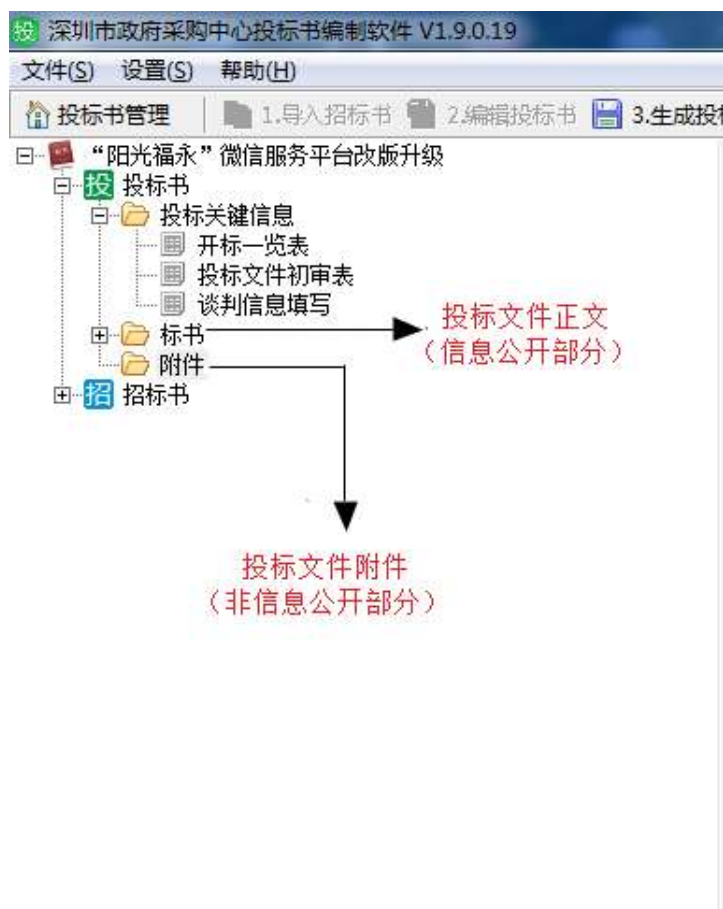 投 深圳市政府采购中心投标书编制软件 V1.9.0.19
文件(S) 设置(S) 帮助(H)
投标书管理 1.导入招标书 2.编辑投标书 3.生成投
“阳光福永”微信服务平台改版升级
投 投标书
投标关键信息
开标一览表
投标文件初审表
谈判信息填写
标书
投标文件正文
（信息公开部分）
附件
招 招标书
投标文件附件
（非信息公开部分）